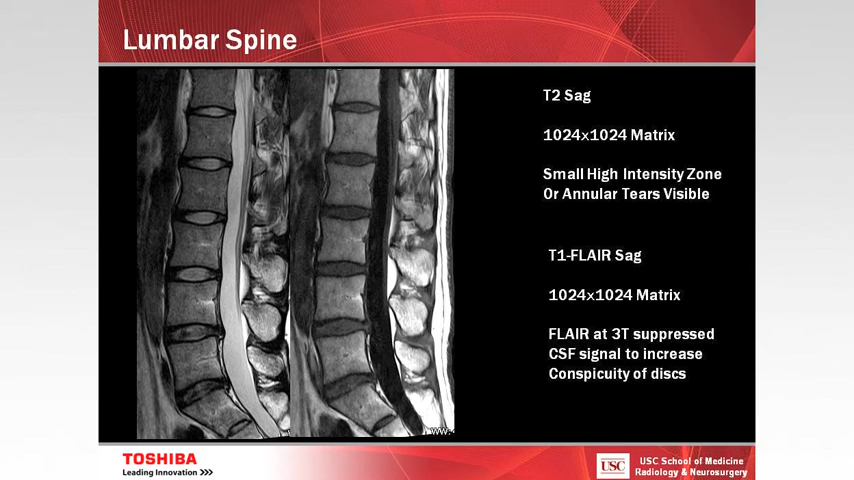 Lumbar Spine
T2 Sag
1024x1024 Matrix
Small High Intensity Zone
Or Annular Tears Visible
T1-FLAIR Sag
1024x1024 Matrix
FLAIR at 3T suppressed
CSF signal to increase
Conspicuity of discs
TOSHIBA
Leading Innovation >>>
USC
USC School of Medicine
Radiology & Neurosurgery